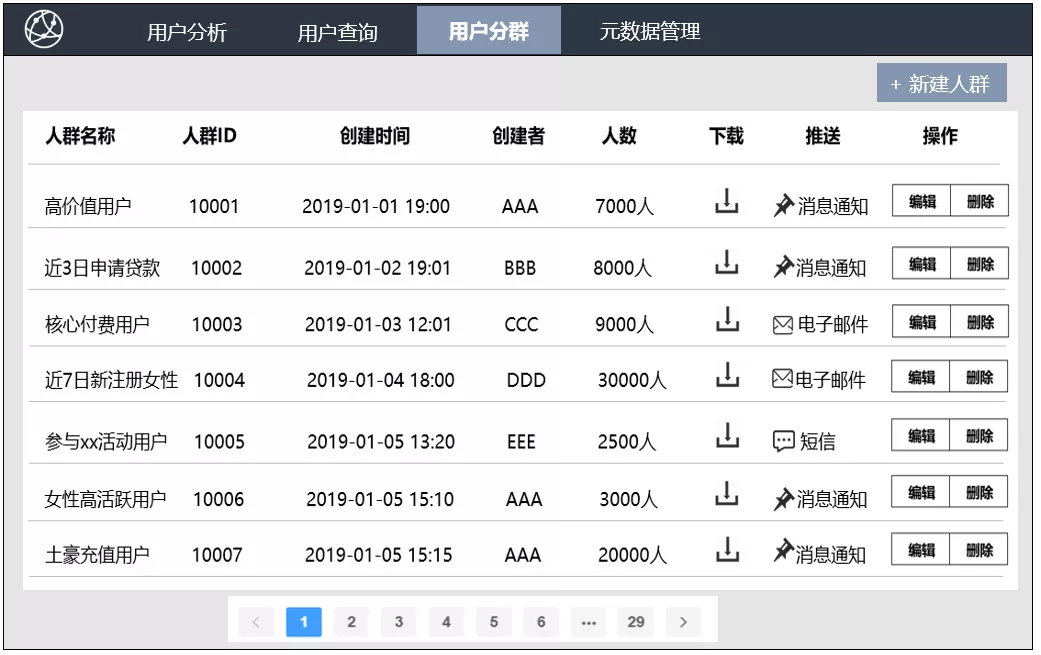 用户分析 用户查询 用户分群 元数据管理
+ 新建人群
人群名称 人群ID 创建时间 创建者 人数 下载 推送 操作
高价值用户 10001 2019-01-01 19:00 AAA 7000人 消息通知 编辑 删除
近3日申请贷款 10002 2019-01-02 19:01 BBB 8000人 消息通知 编辑 删除
核心付费用户 10003 2019-01-03 12:01 CCC 9000人 电子邮件 编辑 删除
近7日新注册女性 10004 2019-01-04 18:00 DDD 30000人 电子邮件 编辑 删除
参与xx活动用户 10005 2019-01-05 13:20 EEE 2500人 短信 编辑 删除
女性高活跃用户 10006 2019-01-05 15:10 AAA 3000人 消息通知 编辑 删除
土豪充值用户 10007 2019-01-05 15:15 AAA 20000人 消息通知 编辑 删除
< 1 2 3 4 5 6 ••• 29 >